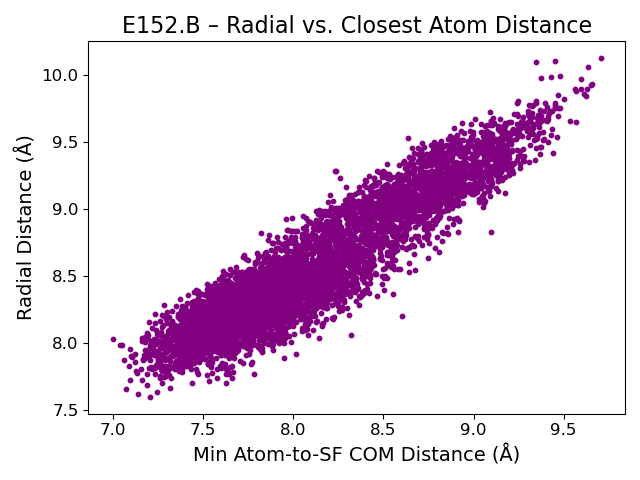 E152.B – Radial vs. Closest Atom Distance
10.0
9.5
9.0
8.5
8.0
7.5
Radial Distance (Å)
7.0 7.5 8.0 8.5 9.0 9.5
Min Atom-to-SF COM Distance (Å)